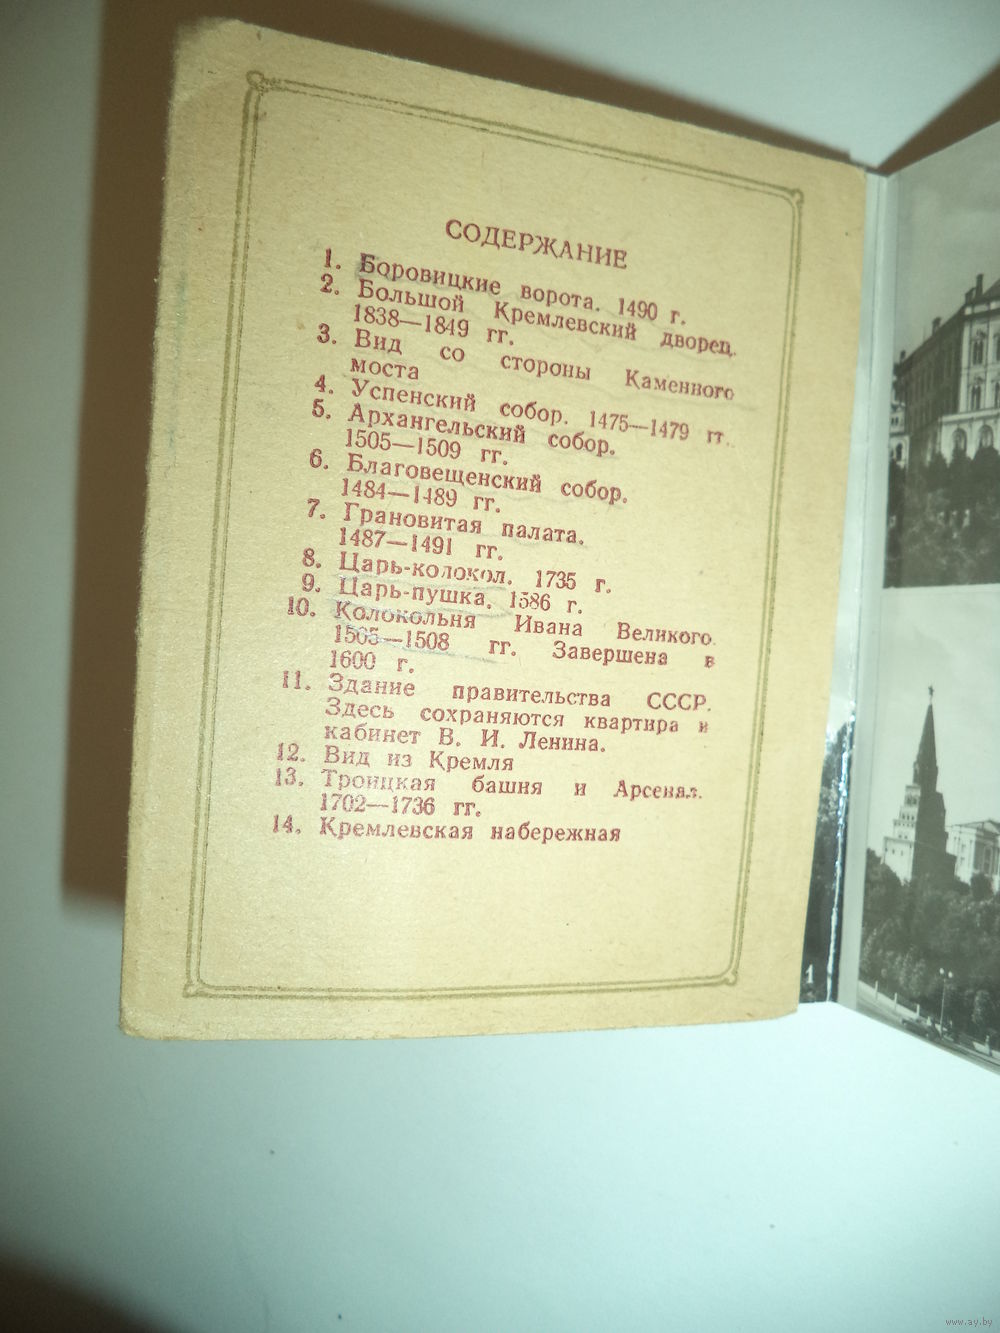 СОДЕРЖАНИЕ
1. Боровицкие ворота. 1490 г.
2. Большой Кремлевский дворец.
1838—1849 гг.
3. Вид со стороны Каменного
моста
4. Успенский собор. 1475—1479 гг.
5. Архангельский собор.
1505—1509 гг.
6. Благовещенский собор.
1484—1489 гг.
7. Грановитая палата.
1487—1491 гг.
8. Царь-колокол. 1735 г.
9. Царь-пушка. 1586 г.
10. Колокольня Ивана Великого.
1505—1508 гг. Завершена в
1600 г.
11. Здание правительства СССР.
Здесь сохраняются квартира и
кабинет В. И. Ленина.
12. Вид из Кремля
13. Троицкая башня и Арсенал.
1702—1736 гг.
14. Кремлевская набережная
1
www.ay.by